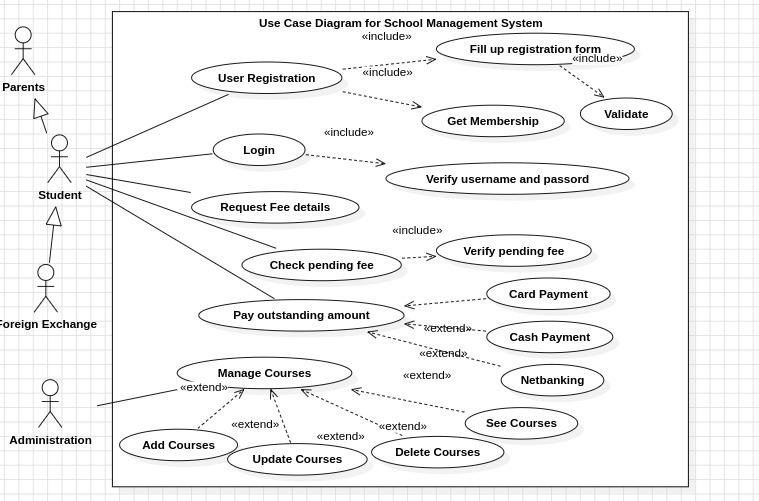 Use Case Diagram for School Management System
«include»
Fill up registration form
«include»
Parents
User Registration
«include»
Validate
Get Membership
«include»
Login
Verify username and passord
Student
Request Fee details
«include»
Verify pending fee
Check pending fee
Card Payment
Foreign Exchange
Pay outstanding amount
«extend»
Cash Payment
«extend»
Manage Courses
«extend»
Netbanking
«extend»
See Courses
Administration
«extend»
«extend»
«extend»
Add Courses
Update Courses
Delete Courses